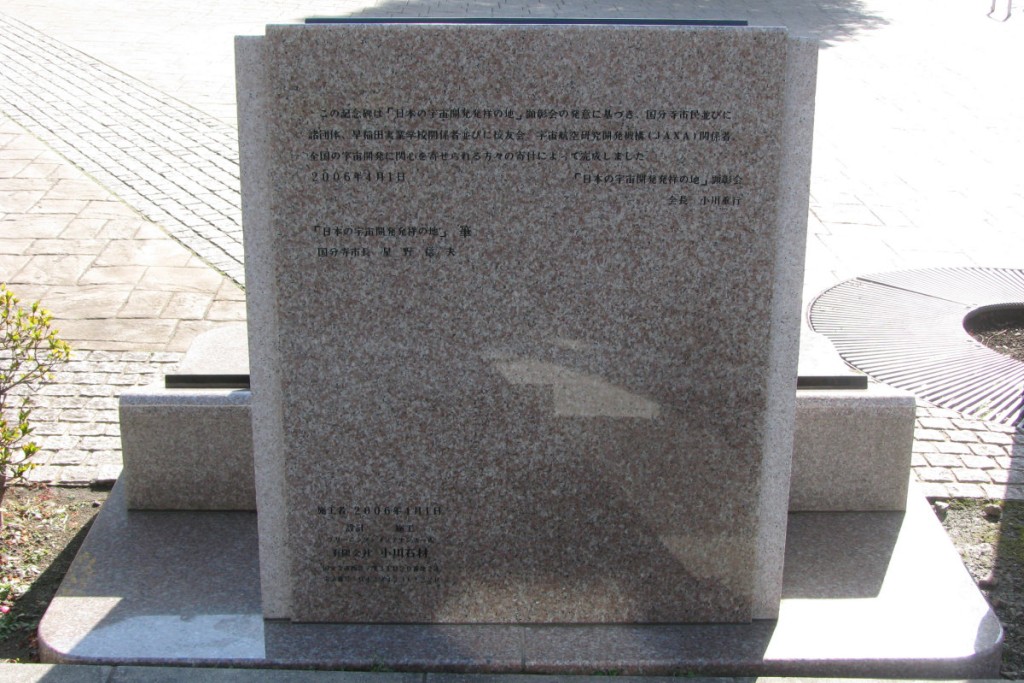 この記念碑は「日本の宇宙開発発祥の地」顕彰会の発意に基づき、国分寺市民並びに
諸団体、早稲田実業学校関係者並びに校友会、宇宙航空研究開発機構(JAXA)関係者、
全国の宇宙開発に関心を寄せられる方々の寄付によって完成しました。
2006年4月1日 「日本の宇宙開発発祥の地」顕彰会
会長 小川
「日本の宇宙開発発祥の地」 筆
国分寺市長 星野信夫
2006年4月1日
設計 施工
有限会社 小川石材